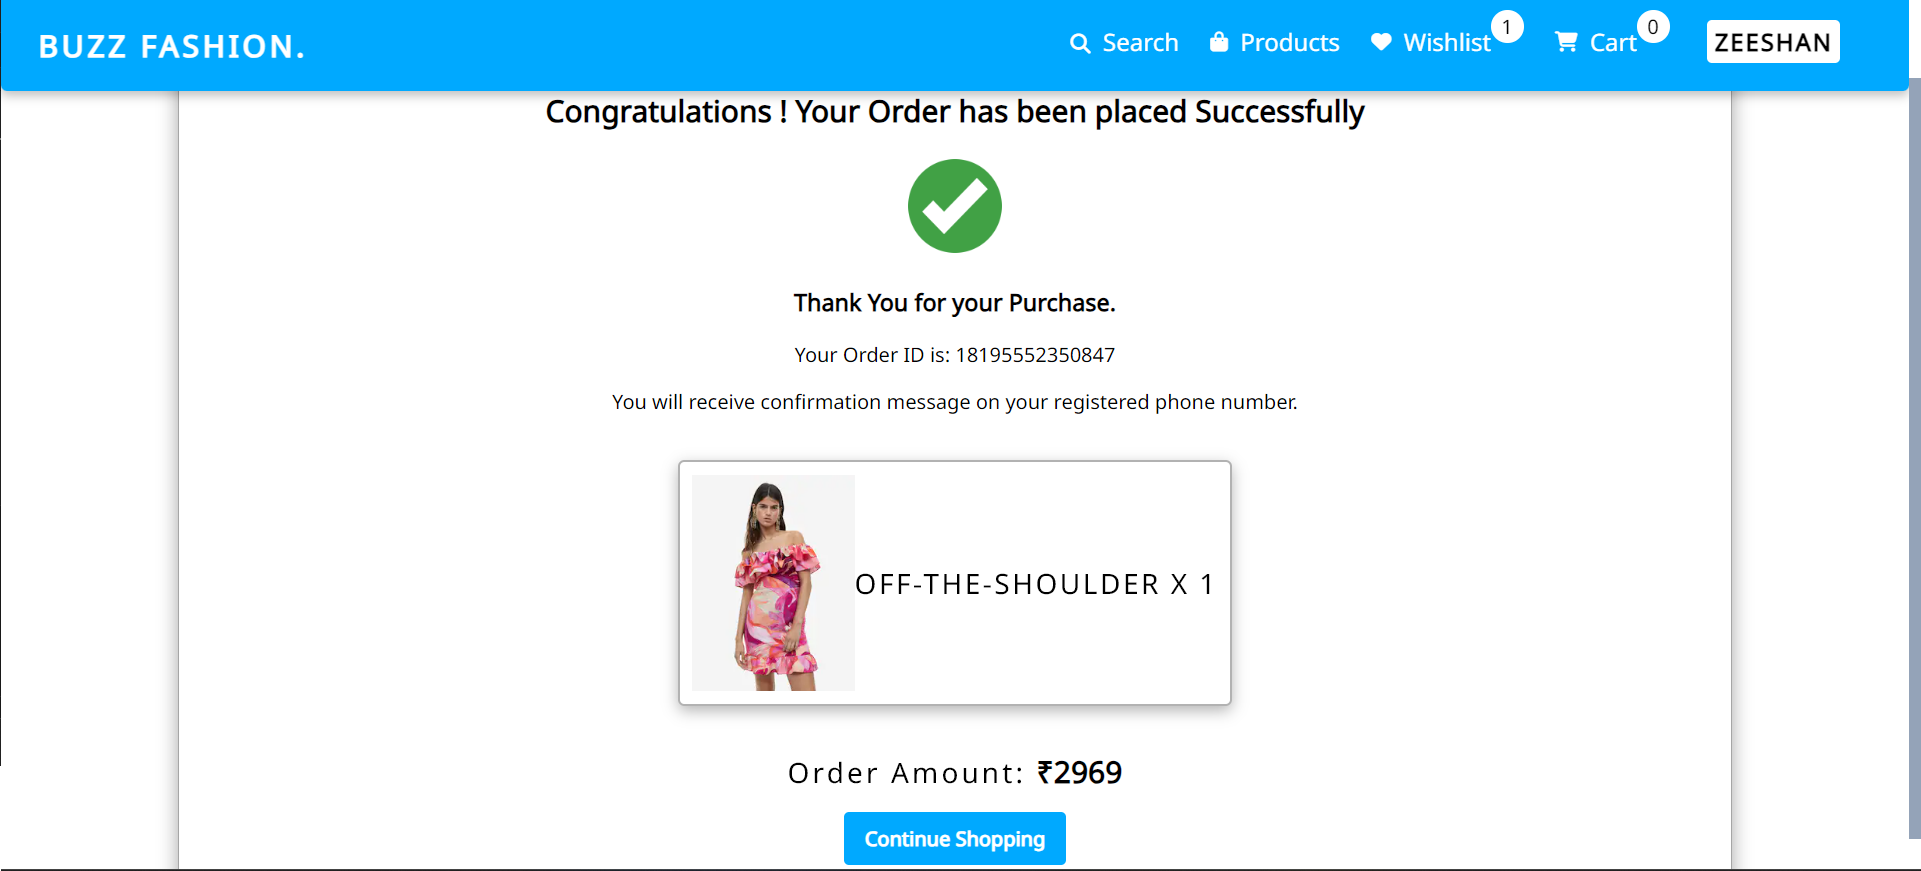 BUZZ FASHION.
Search
Products
Wishlist
1
Cart
0
ZEESHAN
Congratulations ! Your Order has been placed Successfully
Thank You for your Purchase.
Your Order ID is: 18195552350847
You will receive confirmation message on your registered phone number.
OFF-THE-SHOULDER X 1
Order Amount: ₹2969
Continue Shopping